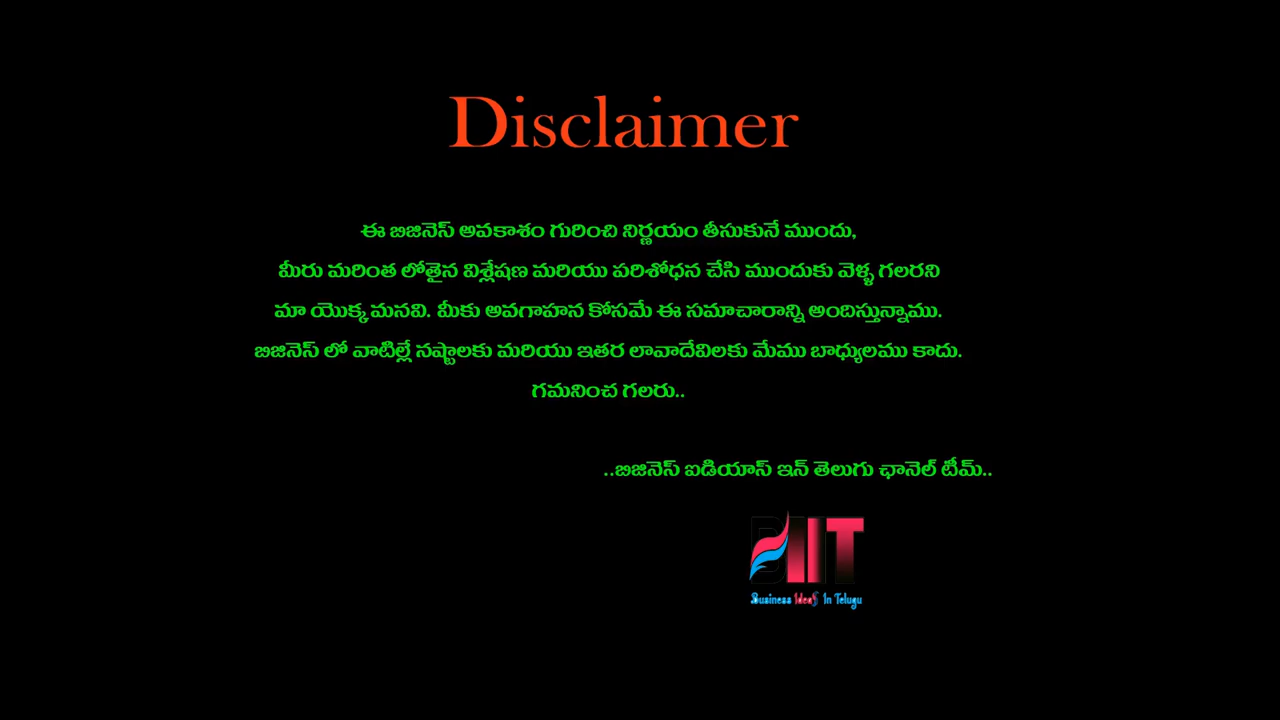 Disclaimer
ఈ బిజినెస్ అవకాశం గురించి నిర్ణయం తీసుకునే ముందు,
మీరు మరింత లోతైన విశ్లేషణ మరియు పరిశోధన చేసి ముందుకు వెళ్ళ గలరని
మా యొక్క మనవి. మీకు అవగాహన కోసమే ఈ సమాచారాన్ని అందిస్తున్నాము.
బిజినెస్ లో వాటిల్లే నష్టాలకు మరియు ఇతర లావాదేవిలకు మేము బాధ్యులము కాదు.
గమనించ గలరు..
..బిజినెస్ ఐడియాస్ ఇన్ తెలుగు ఛానెల్ టీమ్..
BIIT
Business IdeaS In Telugu